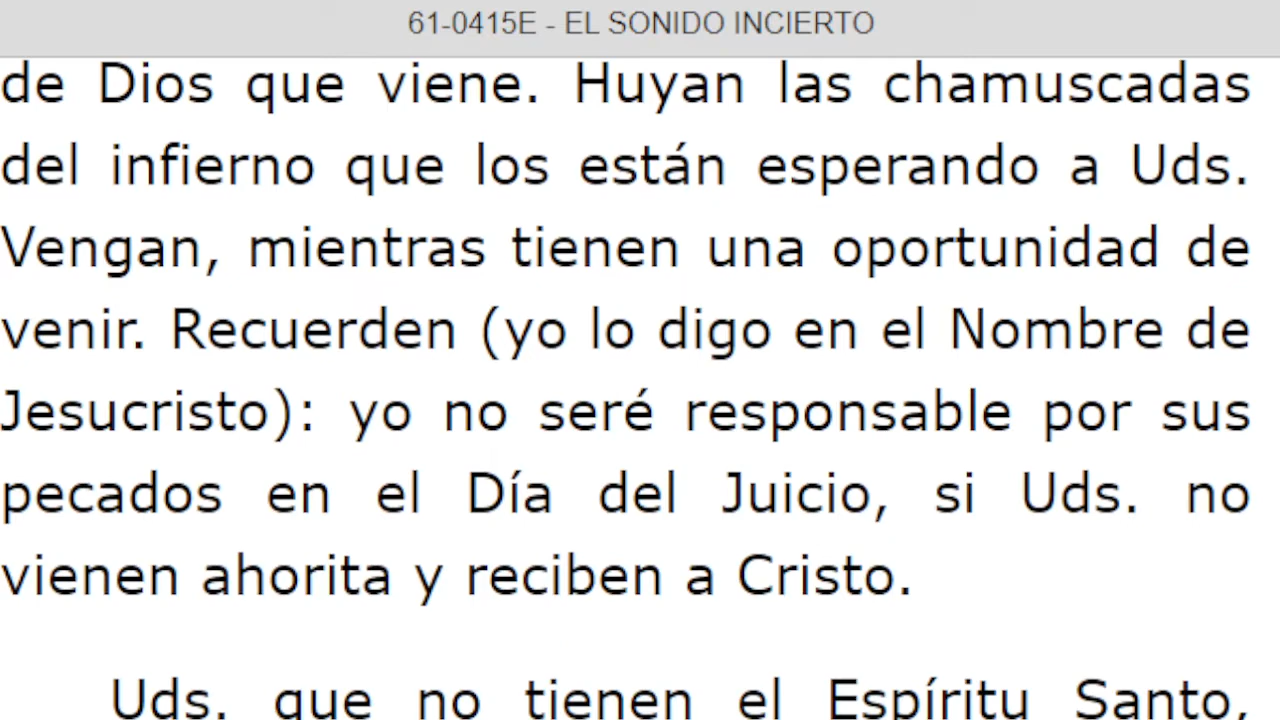 61-0415E - EL SONIDO INCIERTO
de Dios que viene. Huyan las chamuscadas
del infierno que los están esperando a Uds.
Vengan, mientras tienen una oportunidad de
venir. Recuerden (yo lo digo en el Nombre de
Jesucristo): yo no seré responsable por sus
pecados en el Día del Juicio, si Uds. no
vienen ahorita y reciben a Cristo.
Uds. que no tienen el Espíritu Santo,